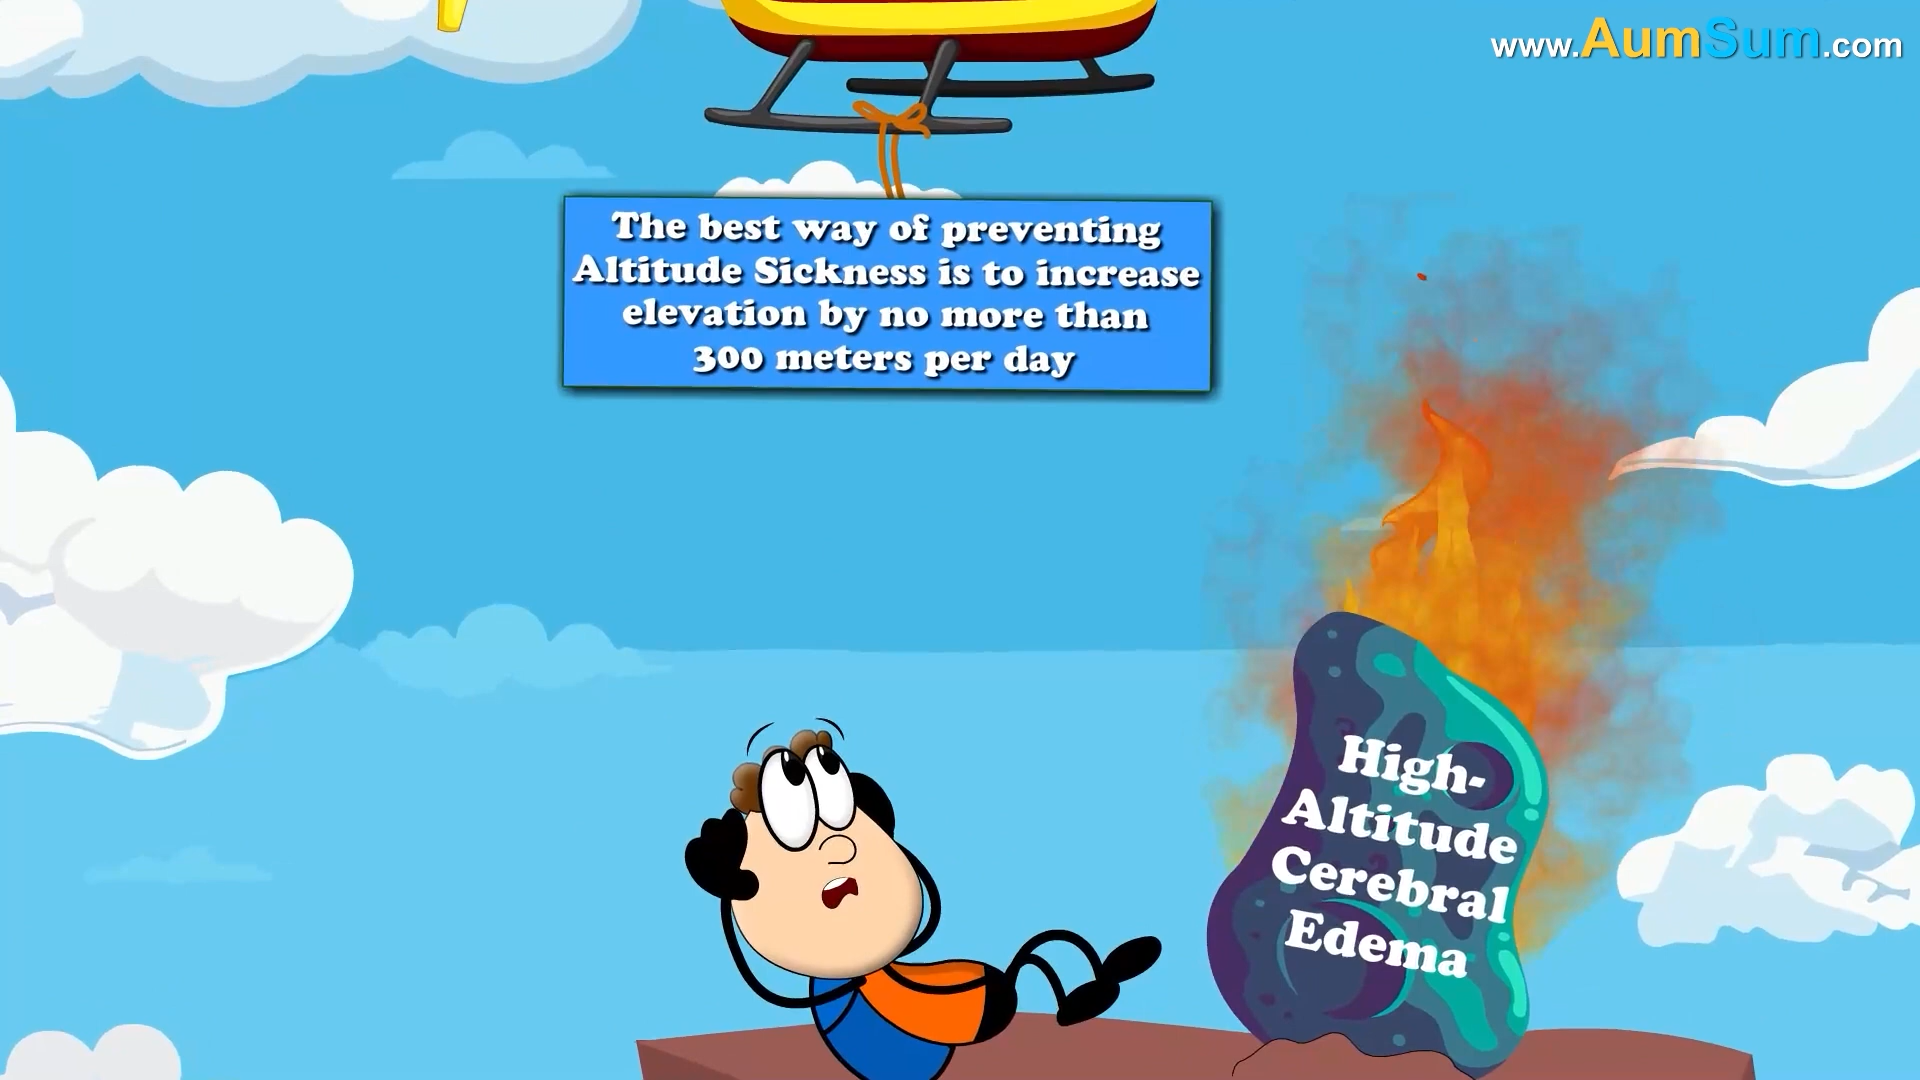 www.AumSum.com
The best way of preventing
Altitude Sickness is to increase
elevation by no more than
300 meters per day
High-
Altitude
Cerebral
Edema